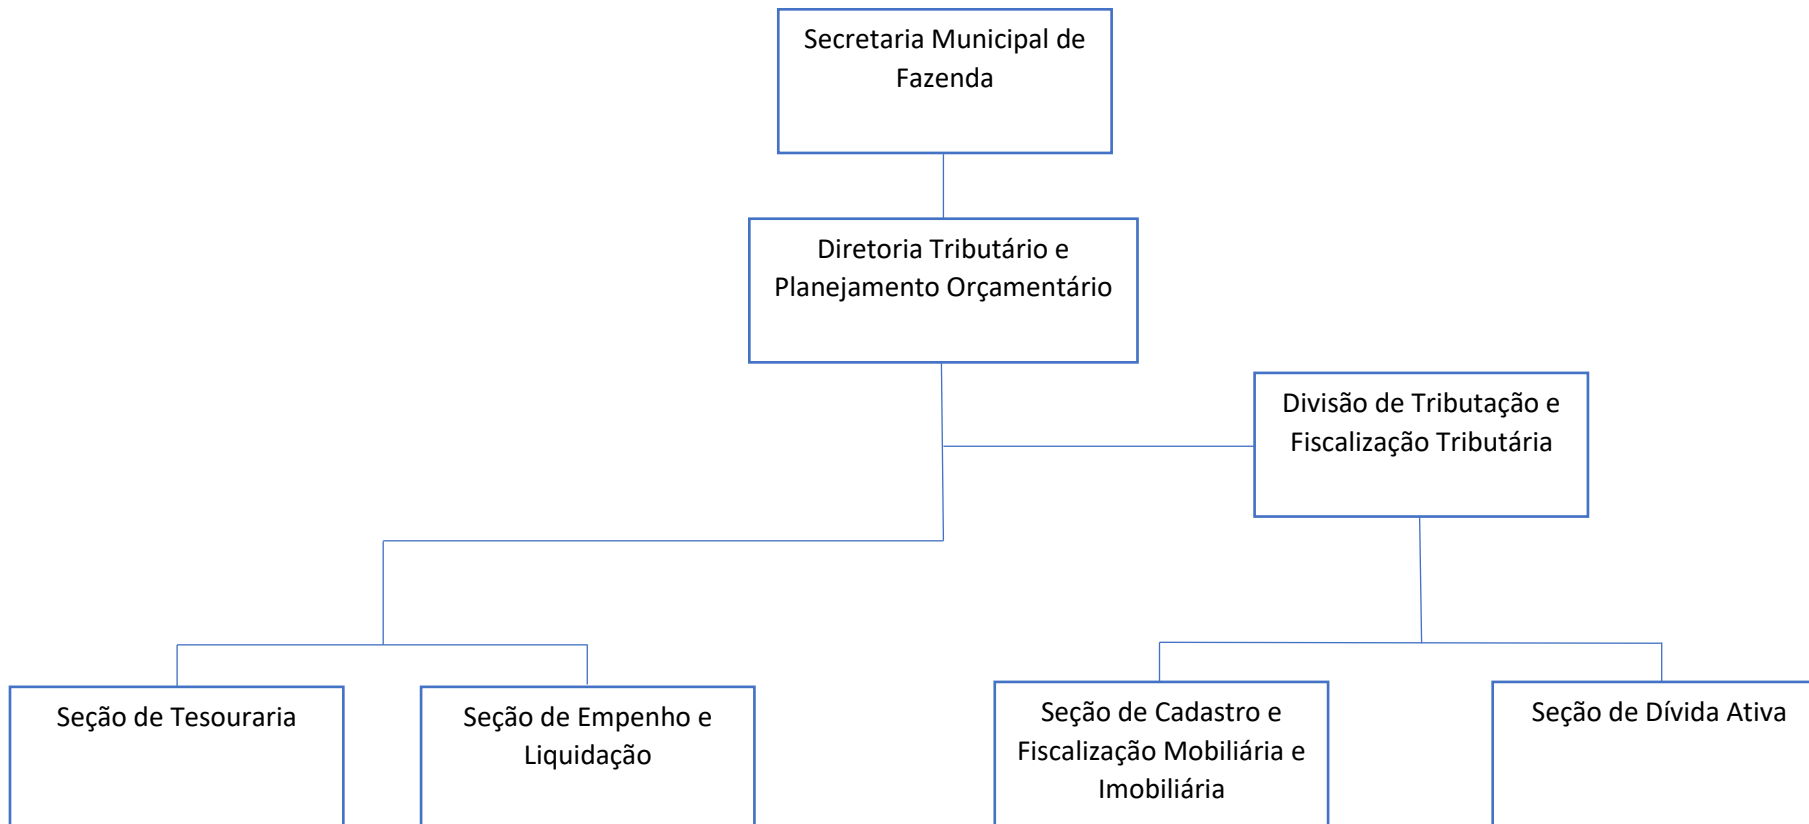 Secretaria Municipal de
Fazenda
Diretoria Tributário e
Planejamento Orçamentário
Divisão de Tributação e
Fiscalização Tributária
Seção de Tesouraria
Seção de Empenho e
Liquidação
Seção de Cadastro e
Fiscalização Mobiliária e
Imobiliária
Seção de Dívida Ativa